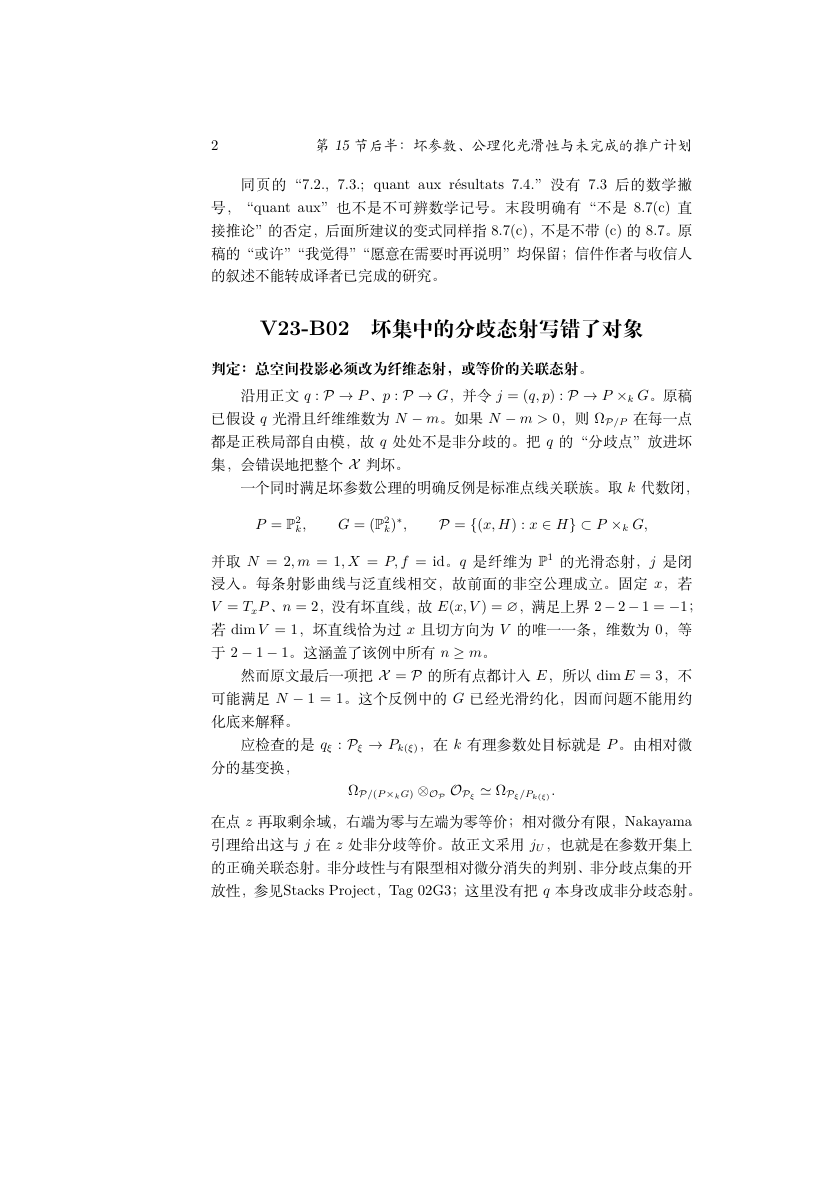 2 第 15 节后半：坏参数、公理化光滑性与未完成的推广计划
同页的 “7.2., 7.3.; quant aux résultats 7.4.” 没有 7.3 后的数学撇
号， “quant aux” 也不是不可辨数学记号。末段明确有 “不是 8.7(c) 直
接推论” 的否定，后面所建议的变式同样指 8.7(c)，不是不带 (c) 的 8.7。原
稿的 “或许” “我觉得” “愿意在需要时再说明” 均保留；信件作者与收信人
的叙述不能转成译者已完成的研究。
V23-B02 坏集中的分歧态射写错了对象
判定：总空间投影必须改为纤维态射，或等价的关联态射。
沿用正文 q : 𝒫 → P、p : 𝒫 → G，并令 j = (q, p) : 𝒫 → P ×ₖ G。原稿
已假设 q 光滑且纤维维数为 N − m。如果 N − m > 0，则 Ω_{𝒫/P} 在每一点
都是正秩局部自由模，故 q 处处不是非分歧的。把 q 的 “分歧点” 放进坏
集，会错误地把整个 𝒳 判坏。
一个同时满足坏参数公理的明确反例是标准点线关联族。取 k 代数闭，
P = ℙ²ₖ, G = (ℙ²ₖ)*, 𝒫 = {(x, H) : x ∈ H} ⊂ P ×ₖ G,
并取 N = 2, m = 1, X = P, f = id。q 是纤维为 ℙ¹ 的光滑态射，j 是闭
浸入。每条射影曲线与泛直线相交，故前面的非空公理成立。固定 x，若
V = TₓP、n = 2，没有坏直线，故 E(x, V) = ∅，满足上界 2 − 2 − 1 = −1；
若 dim V = 1，坏直线恰为过 x 且切方向为 V 的唯一一条，维数为 0，等
于 2 − 1 − 1。这涵盖了该例中所有 n ≥ m。
然而原文最后一项把 𝒳 = 𝒫 的所有点都计入 E，所以 dim E = 3，不
可能满足 N − 1 = 1。这个反例中的 G 已经光滑约化，因而问题不能用约
化底来解释。
应检查的是 q_ξ : 𝒫_ξ → P_{k(ξ)}，在 k 有理参数处目标就是 P。由相对微
分的基变换，
Ω_{𝒫/(P×ₖG)} ⊗_{𝒪_𝒫} 𝒪_{𝒫_ξ} ≃ Ω_{𝒫_ξ/P_{k(ξ)}}.
在点 z 再取剩余域，右端为零与左端为零等价；相对微分有限，Nakayama
引理给出这与 j 在 z 处非分歧等价。故正文采用 j_U，也就是在参数开集上
的正确关联态射。非分歧性与有限型相对微分消失的判别、非分歧点集的开
放性，参见Stacks Project，Tag 02G3；这里没有把 q 本身改成非分歧态射。